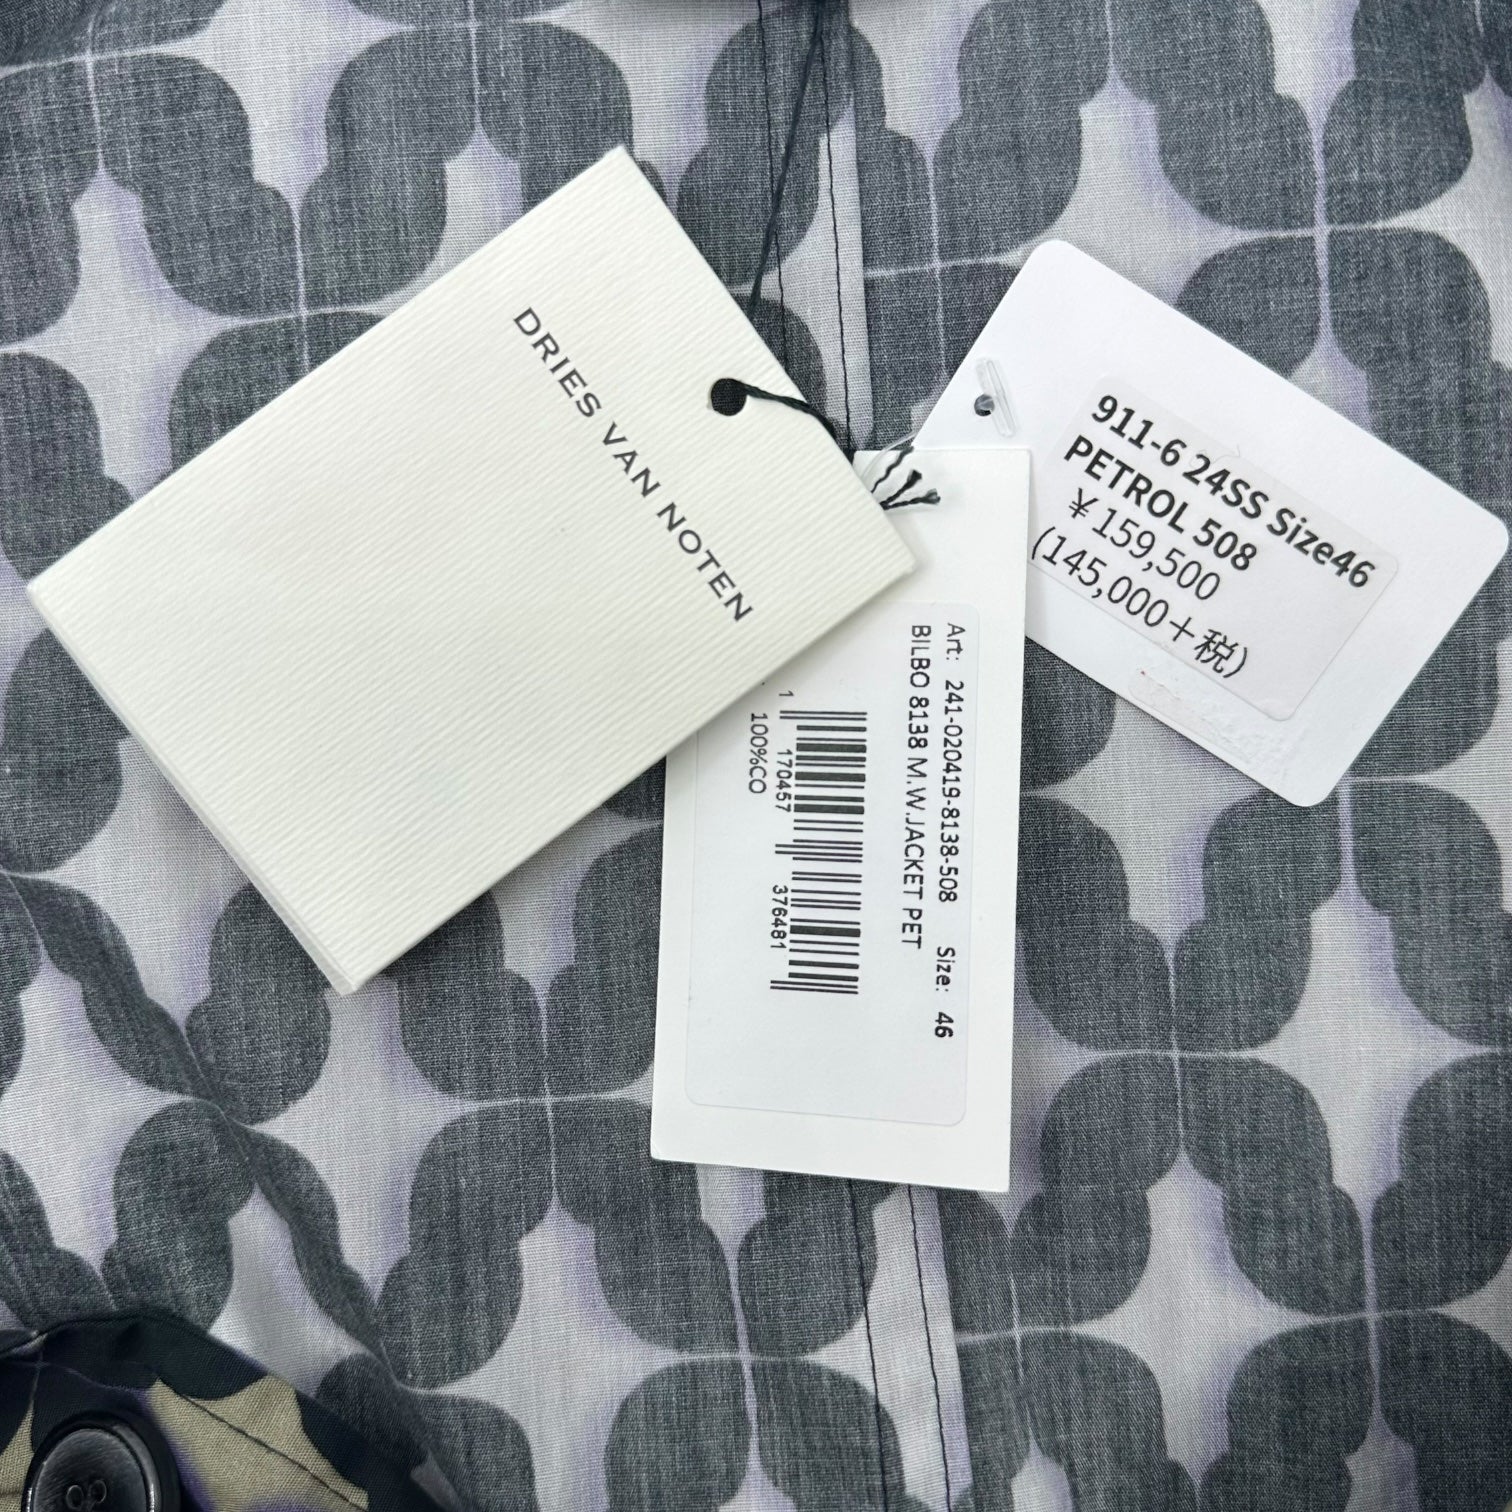 DRIES VAN NOTEN
911-6 24SS Size46
PETROL 508
¥159,500
(145,000+税)
Art: 241-020419-8138-508 Size: 46
BILBO 8138 M.W.JACKET PET
1 170457 376481
100%CO